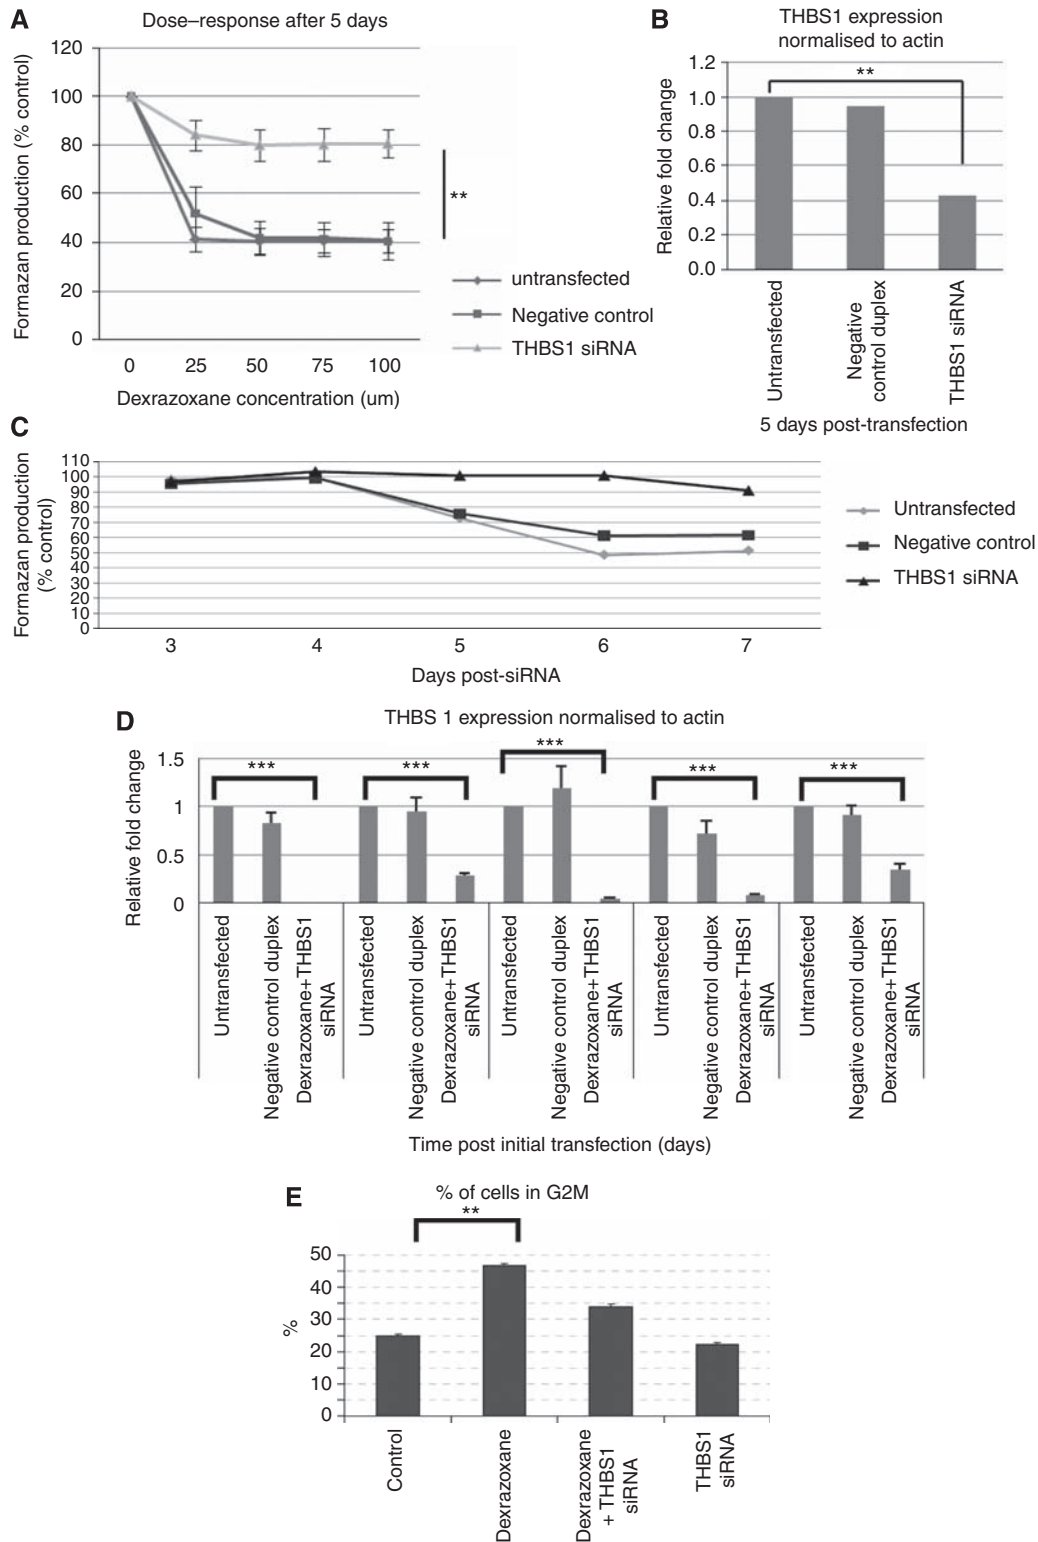 A
Dose–response after 5 days
Formazan production (% control)
120
100
80
60
40
20
0
**
0 25 50 75 100
Dexrazoxane concentration (um)
untransfected
Negative control
THBS1 siRNA
B
THBS1 expression
normalised to actin
Relative fold change
1.2
1.0
0.8
0.6
0.4
0.2
0.0
**
Untransfected
Negative
control duplex
THBS1 siRNA
5 days post-transfection
C
Formazan production
(% control)
110
100
90
80
70
60
50
40
30
20
10
0
3 4 5 6 7
Days post-siRNA
Untransfected
Negative control
THBS1 siRNA
D
THBS 1 expression normalised to actin
Relative fold change
1.5
1
0.5
0
*** *** *** *** ***
Untransfected
Negative control duplex
Dexrazoxane+THBS1
siRNA
Untransfected
Negative control duplex
Dexrazoxane+THBS1
siRNA
Untransfected
Negative control duplex
Dexrazoxane+THBS1
siRNA
Untransfected
Negative control duplex
Dexrazoxane+THBS1
siRNA
Untransfected
Negative control duplex
Dexrazoxane+THBS1
siRNA
Time post initial transfection (days)
E
% of cells in G2M
**
%
50
40
30
20
10
0
Control
Dexrazoxane
Dexrazoxane
+ THBS1
siRNA
THBS1
siRNA